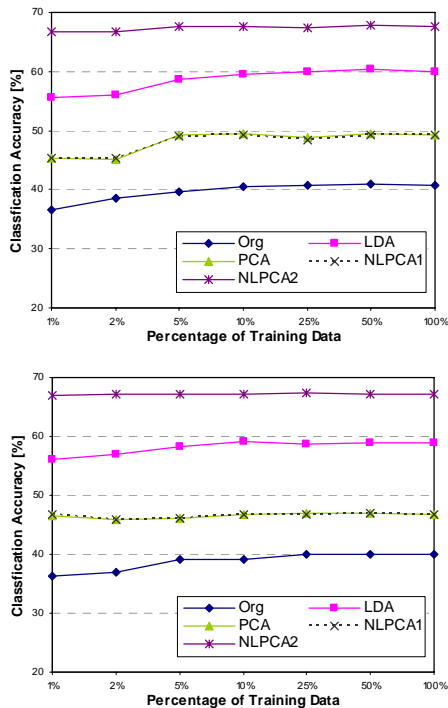 70
60
50
40
30
20
Classfication Accuracy [%]
Org
LDA
PCA
NLPCA1
NLPCA2
1% 2% 5% 10% 25% 50% 100%
Percentage of Training Data
70
60
50
40
30
20
Classfication Accuracy [%]
Org
LDA
PCA
NLPCA1
NLPCA2
1% 2% 5% 10% 25% 50% 100%
Percentage of Training Data